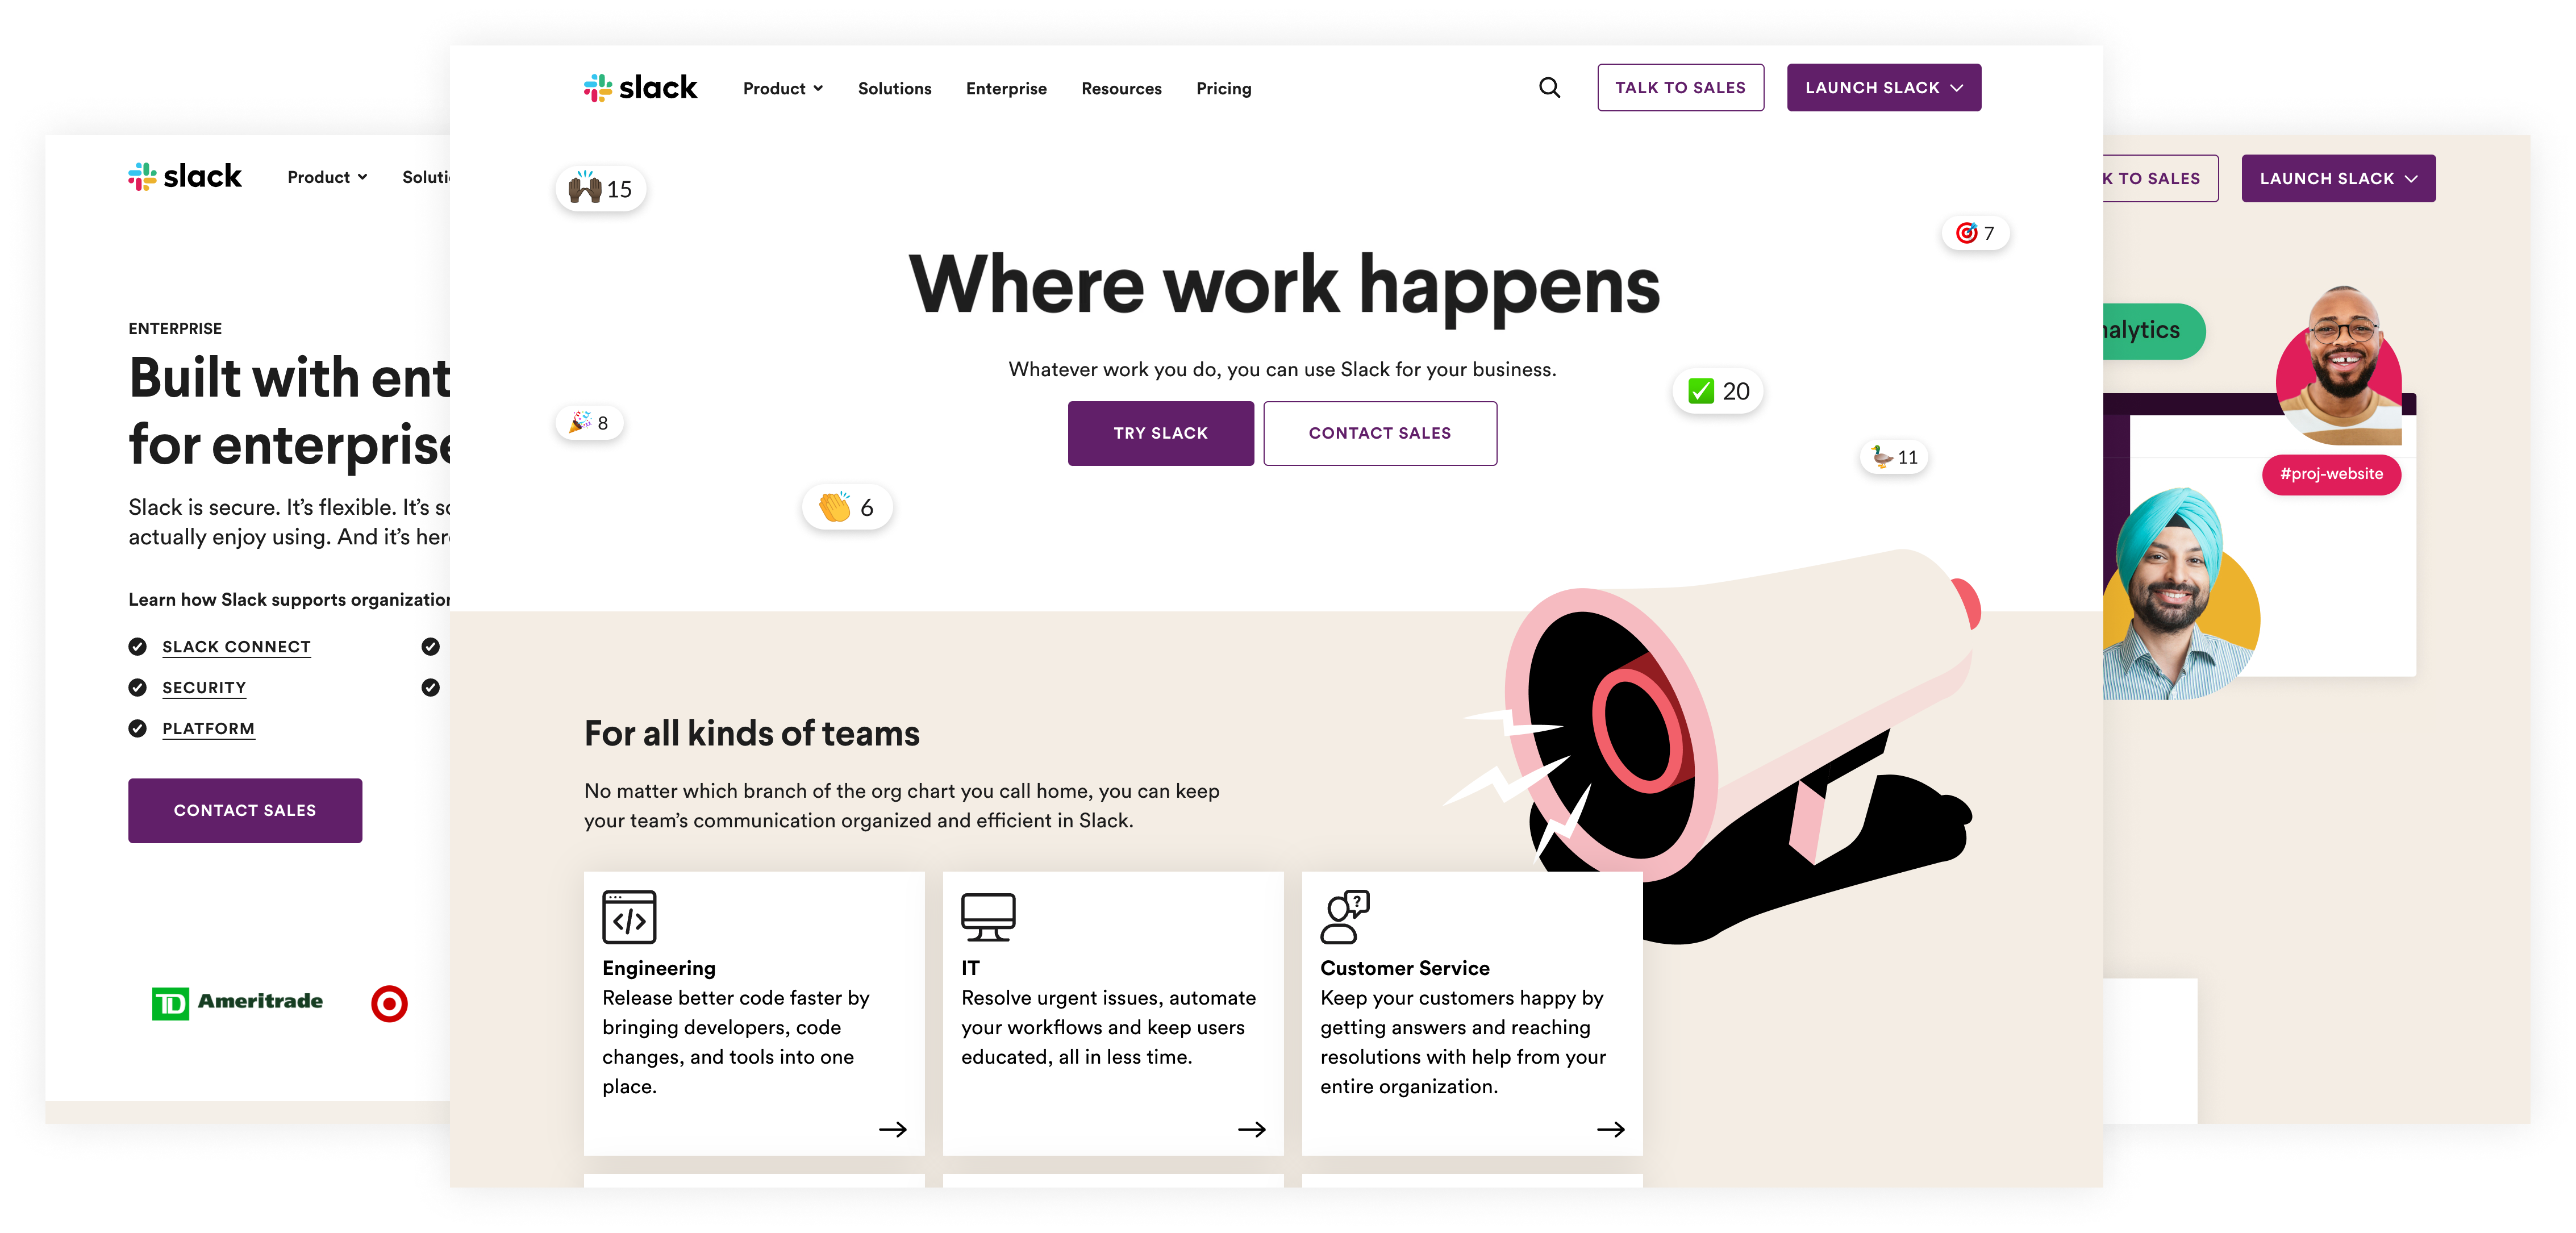 slack
Product
Solutions
Enterprise
Resources
Pricing
TALK TO SALES
LAUNCH SLACK
15
7
Where work happens
Whatever work you do, you can use Slack for your business.
TRY SLACK
CONTACT SALES
8
20
11
6
For all kinds of teams
No matter which branch of the org chart you call home, you can keep
your team’s communication organized and efficient in Slack.
</>
?
Engineering
Release better code faster by
bringing developers, code
changes, and tools into one
place.
IT
Resolve urgent issues, automate
your workflows and keep users
educated, all in less time.
Customer Service
Keep your customers happy by
getting answers and reaching
resolutions with help from your
entire organization.
slack
Product
ENTERPRISE
Built with
for
Slack is secure. It’s flexible. It’s
actually enjoy using. And it’s
Learn how Slack supports
SLACK CONNECT
SECURITY
PLATFORM
CONTACT SALES
TD Ameritrade
TO SALES
LAUNCH SLACK
#proj-website